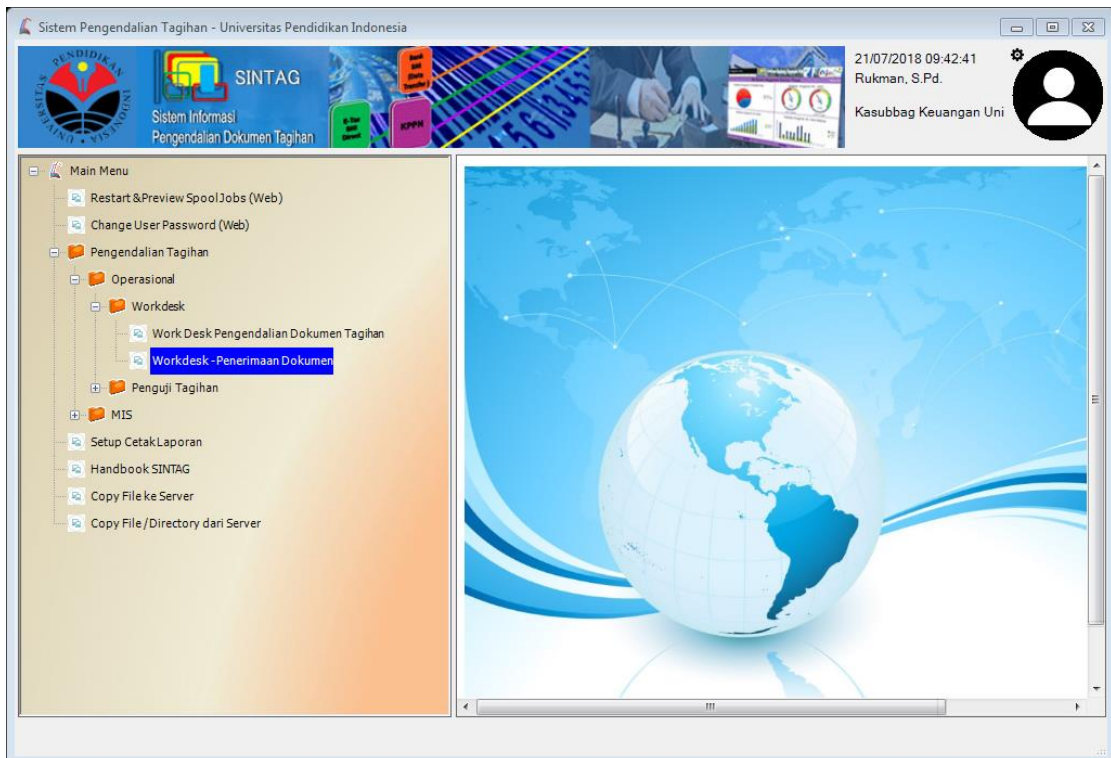 Sistem Pengendalian Tagihan - Universitas Pendidikan Indonesia
UNIVERSITAS PENDIDIKAN INDONESIA
SINTAG
Sistem Informasi
Pengendalian Dokumen Tagihan
KPPN
21/07/2018 09:42:41
Rukman, S.Pd.
Kasubbag Keuangan Uni
Main Menu
Restart & Preview Spool Jobs (Web)
Change User Password (Web)
Pengendalian Tagihan
Operasional
Workdesk
Work Desk Pengendalian Dokumen Tagihan
Workdesk - Penerimaan Dokumen
Penguji Tagihan
MIS
Setup Cetak Laporan
Handbook SINTAG
Copy File ke Server
Copy File / Directory dari Server